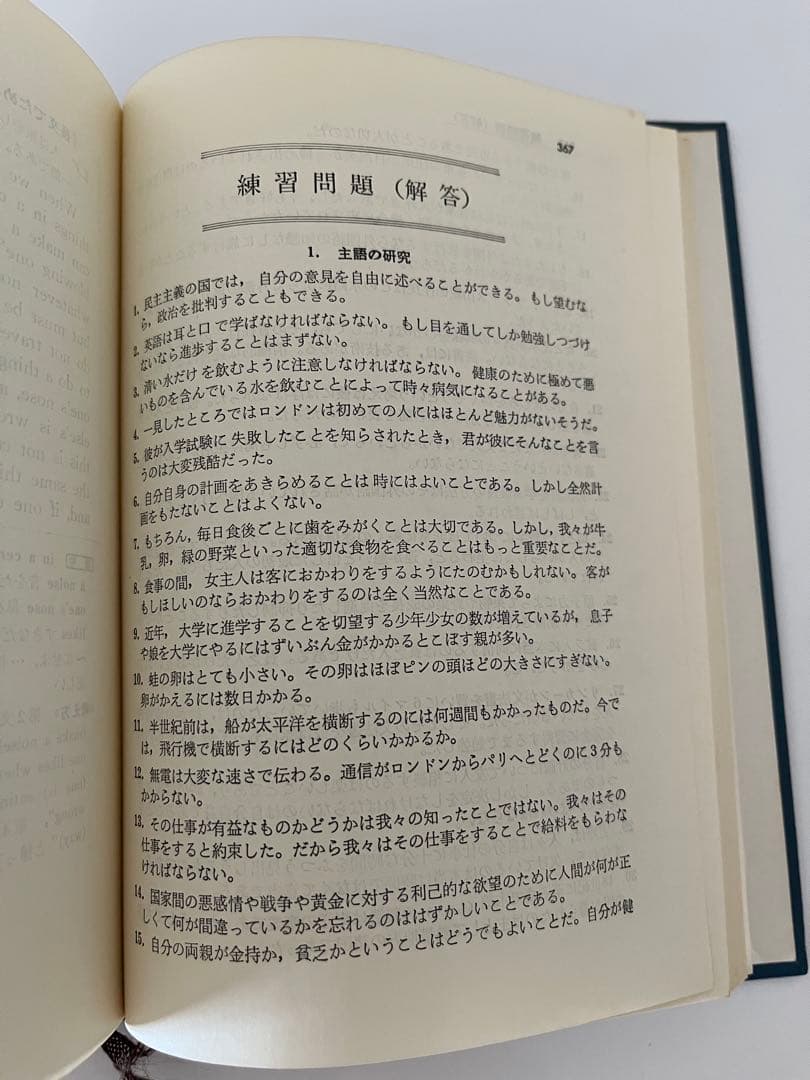 367
練習問題（解答）
1. 主語の研究
1. 民主主義の国では，自分の意見を自由に述べることができる。もし望むな
ら，政治を批判することもできる。
2. 英語は耳と口で学ばなければならない。もし目を通してしか勉強しつづけ
ないなら進歩することはまずない。
3. 清い水だけを飲むように注意しなければならない。健康のために極めて悪
いものを含んでいる水を飲むことによって時々病気になることがある。
4. 一見したところではロンドンは初めての人にはほとんど魅力がないそうだ。
5. 彼が入学試験に失敗したことを知らされたとき，君が彼にそんなことを言
うのは大変残酷だった。
6. 自分自身の計画をあきらめることは時にはよいことである。しかし全然計
画をもたないことはよくない。
7. もちろん，毎日食後ごとに歯をみがくことは大切である。しかし，我々が牛
乳，卵，緑の野菜といった適切な食物を食べることはもっと重要なことだ。
8. 食事の間，女主人は客におかわりをするようにたのむかもしれない。客が
もしほしいのならおかわりをするのは全く当然なことである。
9. 近年，大学に進学することを切望する少年少女の数が増えているが，息子
や娘を大学にやるにはずいぶん金がかかるとこぼす親が多い。
10. 蛙の卵はとても小さい。その卵はほぼピンの頭ほどの大きさにすぎない。
卵がかえるには数日かかる。
11. 半世紀前は，船が太平洋を横断するのには何週間もかかったものだ。今で
は，飛行機で横断するにはどのくらいかかるか。
12. 無電は大変な速さで伝わる。通信がロンドンからパリへとどくのに3分も
かからない。
13. その仕事が有益なものかどうかは我々の知ったことではない。我々はその
仕事をすると約束した。だから我々はその仕事をすることで給料をもらわな
ければならない。
14. 国家間の悪感情や戦争や黄金に対する利己的な欲望のために人間が何が正
しくて何が間違っているかを忘れるのははずかしいことである。
15. 自分の両親が金持か，貧乏かということはどうでもよいことだ。自分が健